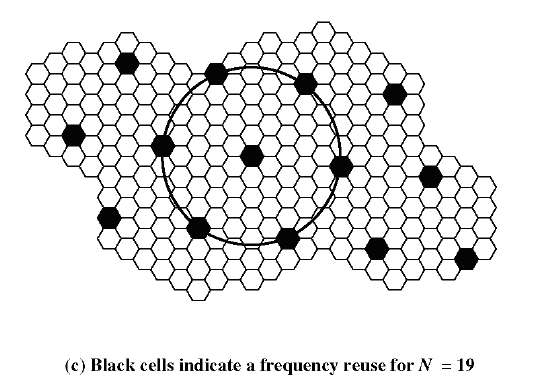 (c) Black cells indicate a frequency reuse for N = 19